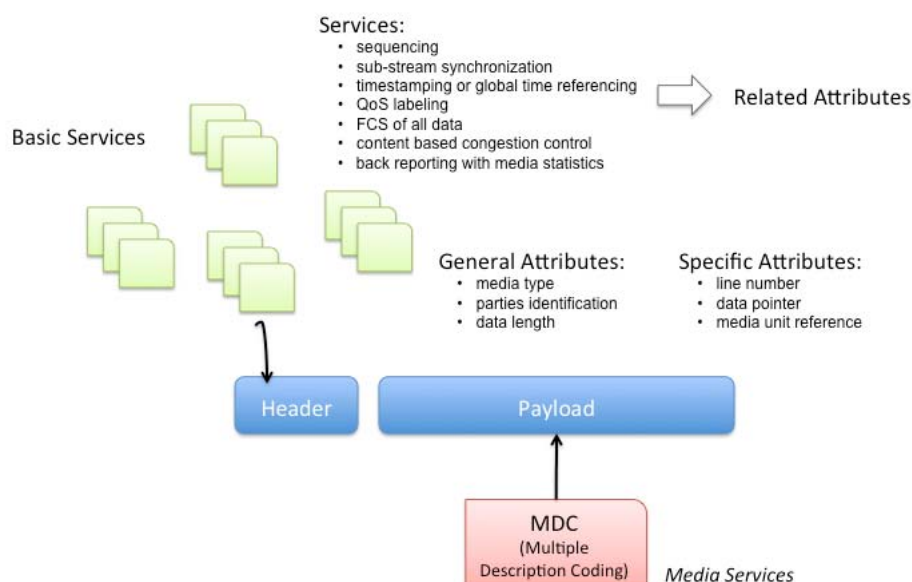 Services:
• sequencing
• sub-stream synchronization
• timestamping or global time referencing
• QoS labeling
• FCS of all data
• content based congestion control
• back reporting with media statistics
Related Attributes
Basic Services
General Attributes:
• media type
• parties identification
• data length
Specific Attributes:
• line number
• data pointer
• media unit reference
Header
Payload
MDC
(Multiple
Description Coding)
Media Services